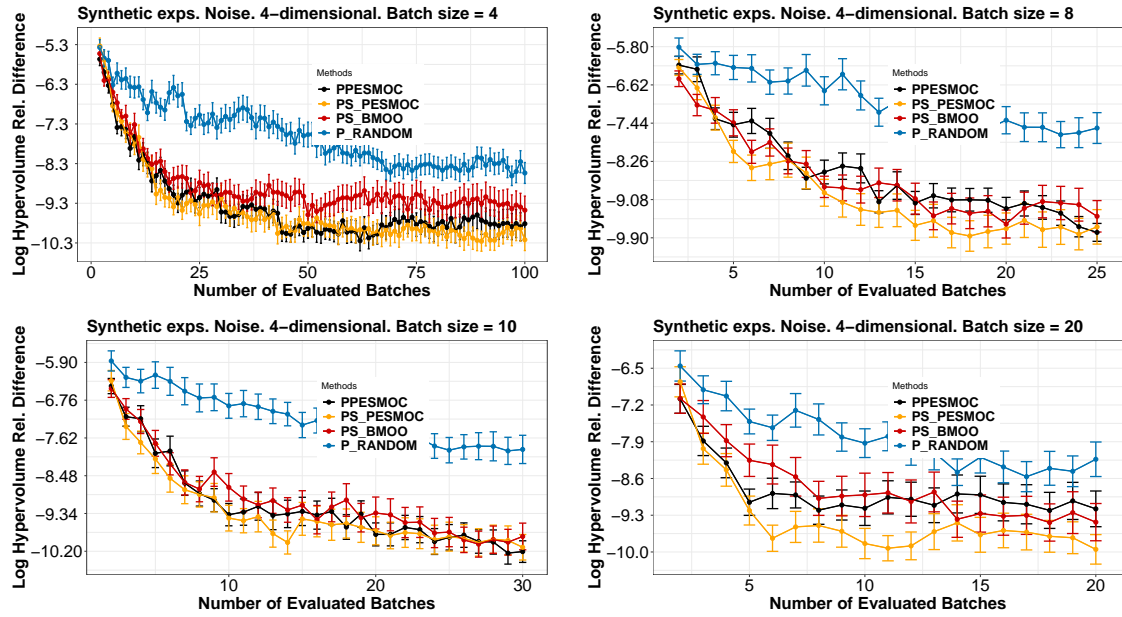 Synthetic exps. Noise. 4−dimensional. Batch size = 4
Log Hypervolume Rel. Difference
−5.3
−6.3
−7.3
−8.3
−9.3
−10.3
Methods
PPESMOC
PS_PESMOC
PS_BMOO
P_RANDOM
0 25 50 75 100
Number of Evaluated Batches
Synthetic exps. Noise. 4−dimensional. Batch size = 8
Log Hypervolume Rel. Difference
−5.80
−6.62
−7.44
−8.26
−9.08
−9.90
Methods
PPESMOC
PS_PESMOC
PS_BMOO
P_RANDOM
5 10 15 20 25
Number of Evaluated Batches
Synthetic exps. Noise. 4−dimensional. Batch size = 10
Log Hypervolume Rel. Difference
−5.90
−6.76
−7.62
−8.48
−9.34
−10.20
Methods
PPESMOC
PS_PESMOC
PS_BMOO
P_RANDOM
10 20 30
Number of Evaluated Batches
Synthetic exps. Noise. 4−dimensional. Batch size = 20
Log Hypervolume Rel. Difference
−6.5
−7.2
−7.9
−8.6
−9.3
−10.0
Methods
PPESMOC
PS_PESMOC
PS_BMOO
P_RANDOM
5 10 15 20
Number of Evaluated Batches